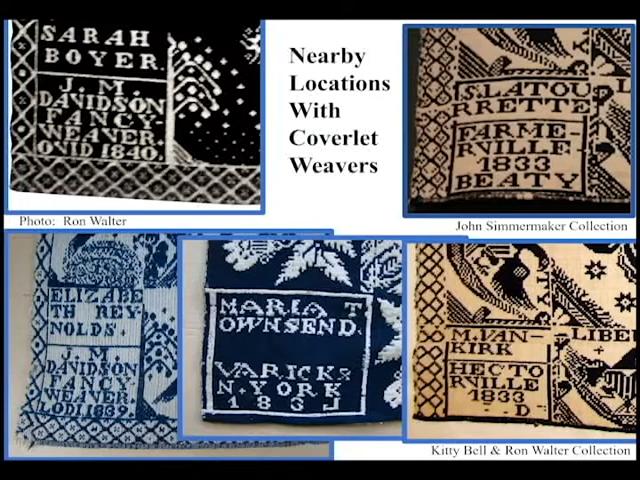 SARAH
BOYER.
J. M.
DAVIDSON
FANCY-
WEAVER.
OVID 1840.
Photo: Ron Walter
Nearby
Locations
With
Coverlet
Weavers
S.LATOU
RRETTE
FARME-
RVILLE
1833
BEATY
John Simmermaker Collection
ELIZABE
TH REY-
NOLDS.
J. M.
DAVIDSON
FANCY-
WEAVER
LODI.1839.
MARIA T
OWNSEND.
VARICK&
N.YORK
183
M.VAN-
KIRK
HECTO
RVILLE
1833
D
LIBER
Kitty Bell & Ron Walter Collection